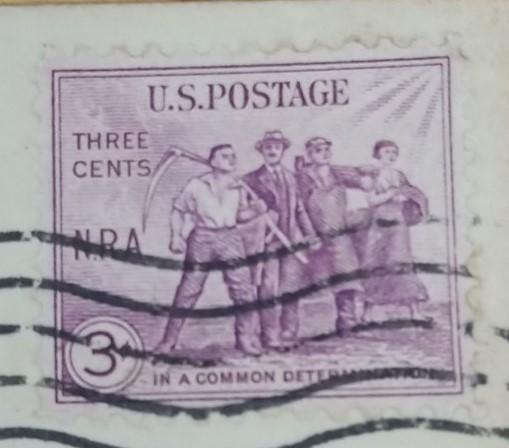 U.S.POSTAGE
THREE
CENTS
N.R.A.
3¢
IN A COMMON DETERMINATION